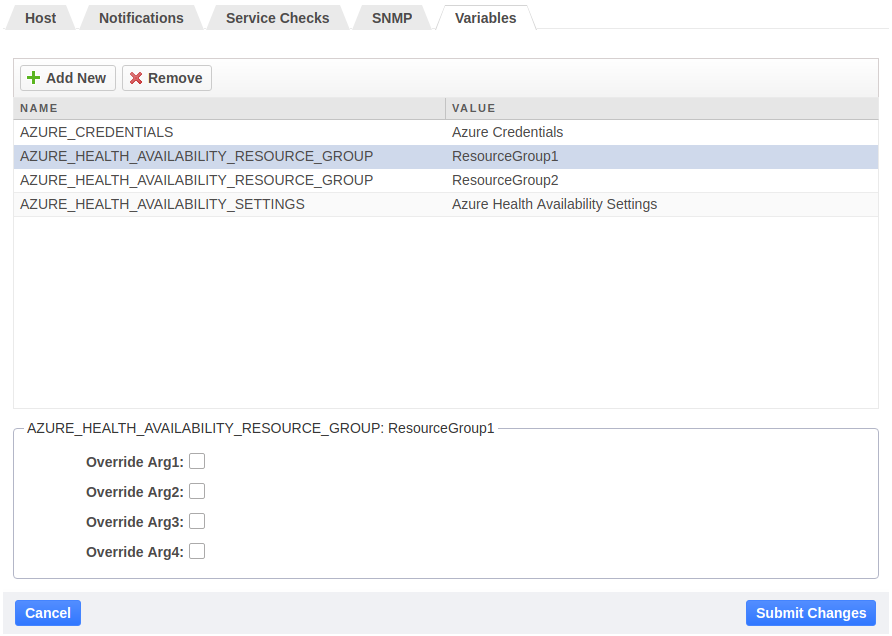 Host Notifications Service Checks SNMP Variables
Add New Remove
NAME VALUE
AZURE_CREDENTIALS Azure Credentials
AZURE_HEALTH_AVAILABILITY_RESOURCE_GROUP ResourceGroup1
AZURE_HEALTH_AVAILABILITY_RESOURCE_GROUP ResourceGroup2
AZURE_HEALTH_AVAILABILITY_SETTINGS Azure Health Availability Settings
AZURE_HEALTH_AVAILABILITY_RESOURCE_GROUP: ResourceGroup1
Override Arg1:
Override Arg2:
Override Arg3:
Override Arg4:
Cancel Submit Changes